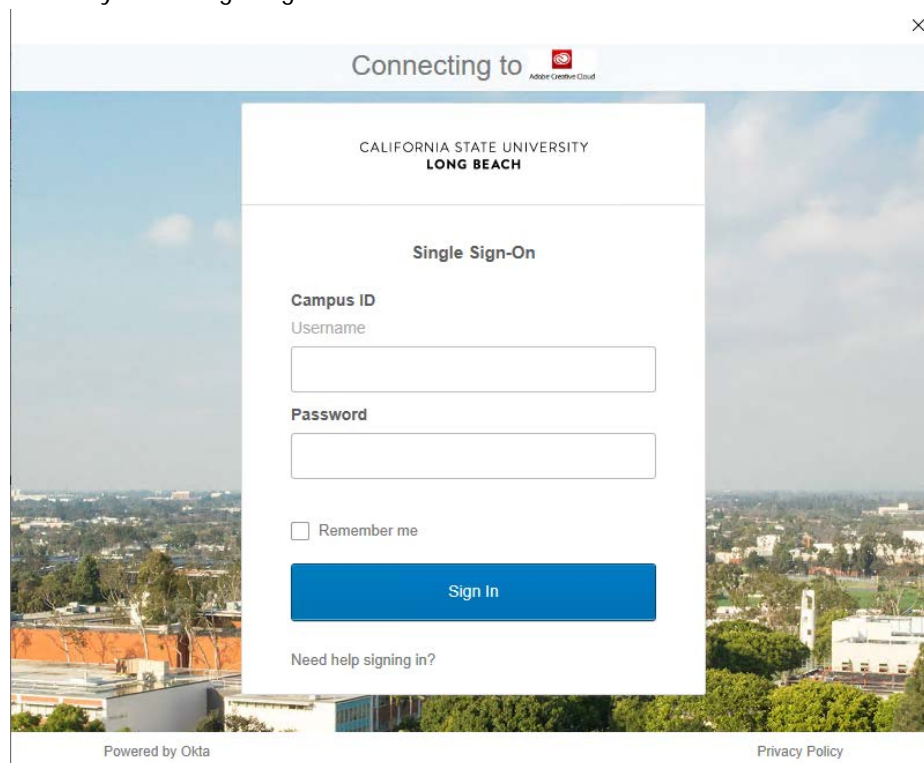 Connecting to
Adobe Creative Cloud
CALIFORNIA STATE UNIVERSITY
LONG BEACH
Single Sign-On
Campus ID
Username
Password
Remember me
Sign In
Need help signing in?
Powered by Okta
Privacy Policy